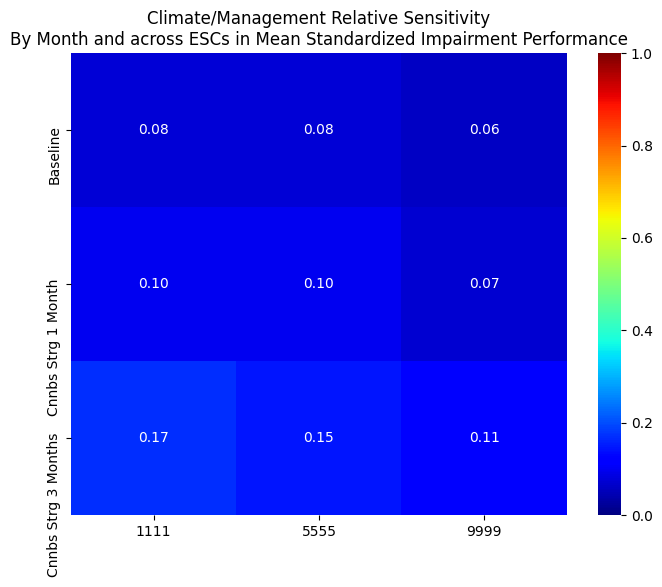 Climate/Management Relative Sensitivity
By Month and across ESCs in Mean Standardized Impairment Performance
Baseline
0.08 0.08 0.06
Cnnbs Strg 1 Month
0.10 0.10 0.07
Cnnbs Strg 3 Months
0.17 0.15 0.11
1111 5555 9999
1.0
0.8
0.6
0.4
0.2
0.0